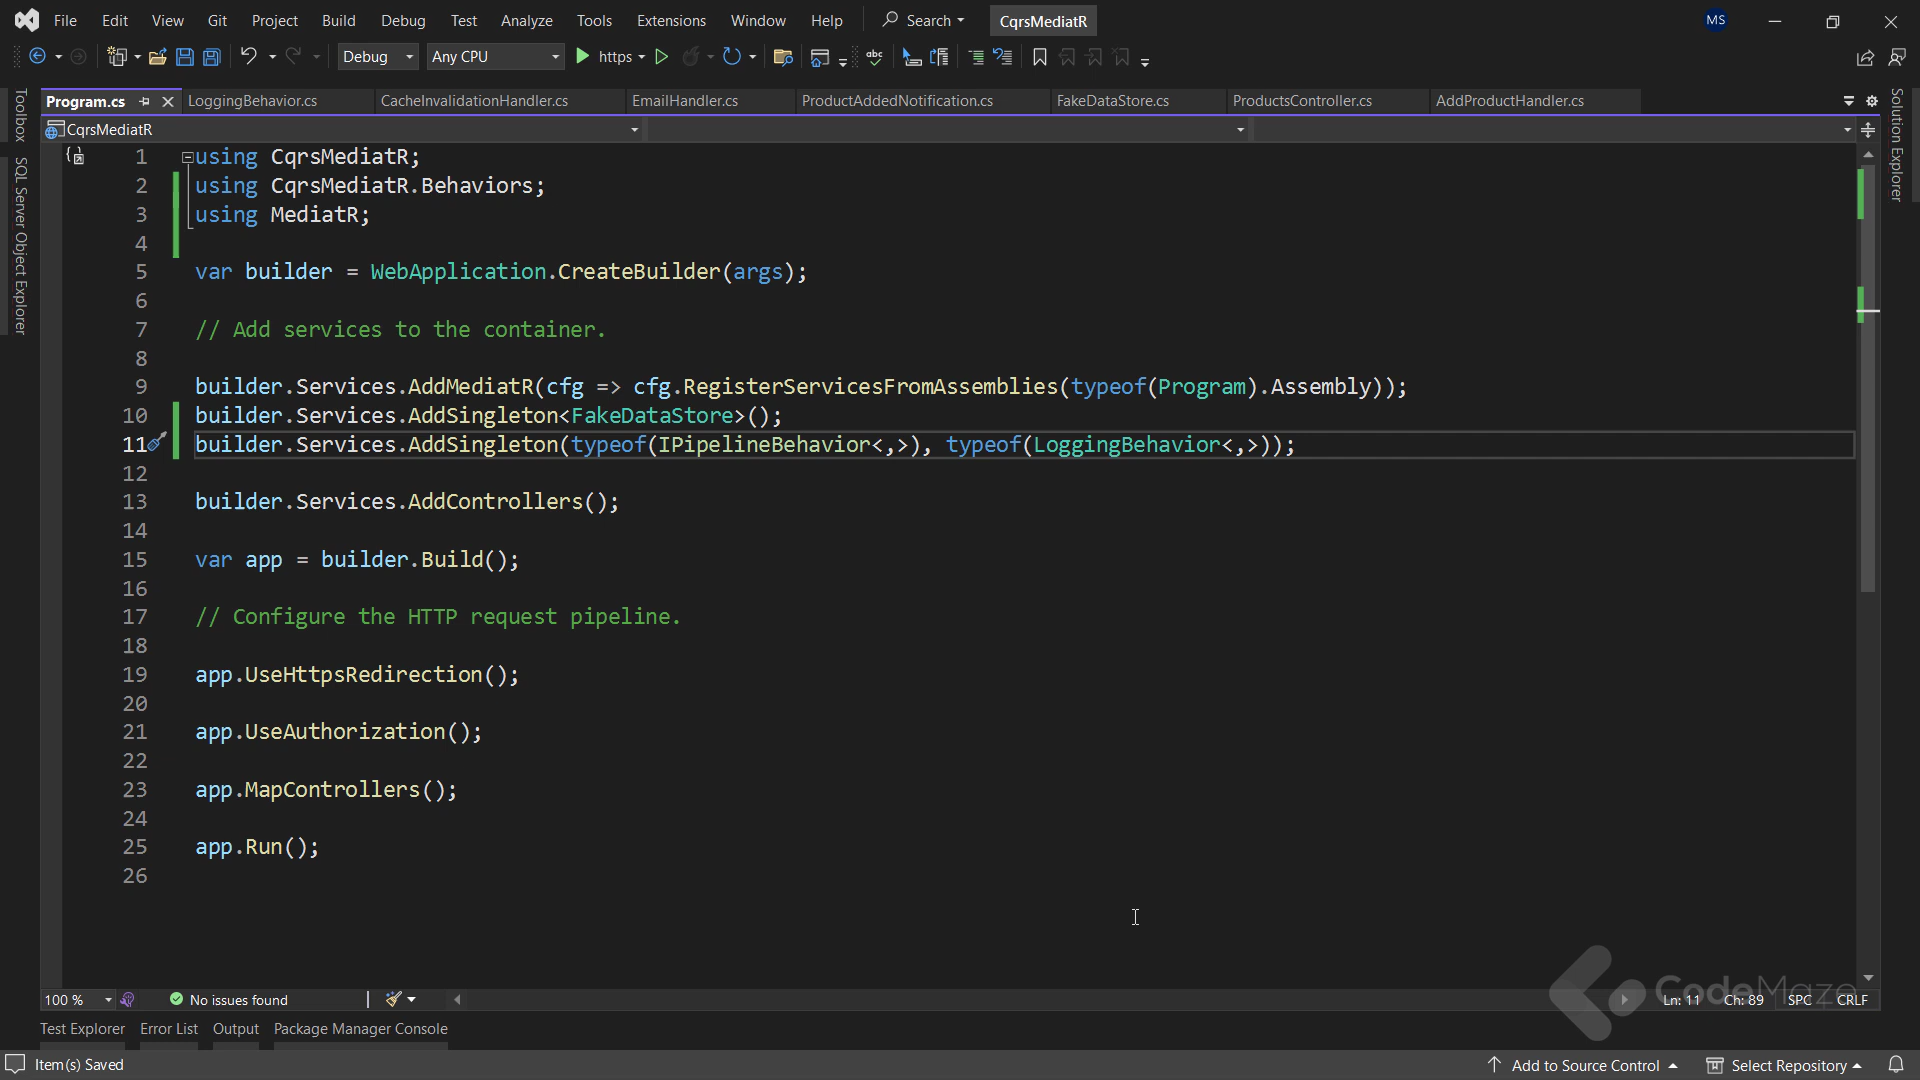 File Edit View Git Project Build Debug Test Analyze Tools Extensions Window Help Search CqrsMediatR MS
Debug Any CPU https abc
Program.cs LoggingBehavior.cs CacheInvalidationHandler.cs EmailHandler.cs ProductAddedNotification.cs FakeDataStore.cs ProductsController.cs AddProductHandler.cs
CqrsMediatR
Toolbox
SQL Server Object Explorer
Solution Explorer
1 using CqrsMediatR;
2 using CqrsMediatR.Behaviors;
3 using MediatR;
4
5 var builder = WebApplication.CreateBuilder(args);
6
7 // Add services to the container.
8
9 builder.Services.AddMediatR(cfg => cfg.RegisterServicesFromAssemblies(typeof(Program).Assembly));
10 builder.Services.AddSingleton<FakeDataStore>();
11 builder.Services.AddSingleton(typeof(IPipelineBehavior<,>), typeof(LoggingBehavior<,>));
12
13 builder.Services.AddControllers();
14
15 var app = builder.Build();
16
17 // Configure the HTTP request pipeline.
18
19 app.UseHttpsRedirection();
20
21 app.UseAuthorization();
22
23 app.MapControllers();
24
25 app.Run();
26
CodeMaze
100 % No issues found Ln: 11 Ch: 89 SPC CRLF
Test Explorer Error List Output Package Manager Console
Item(s) Saved Add to Source Control Select Repository